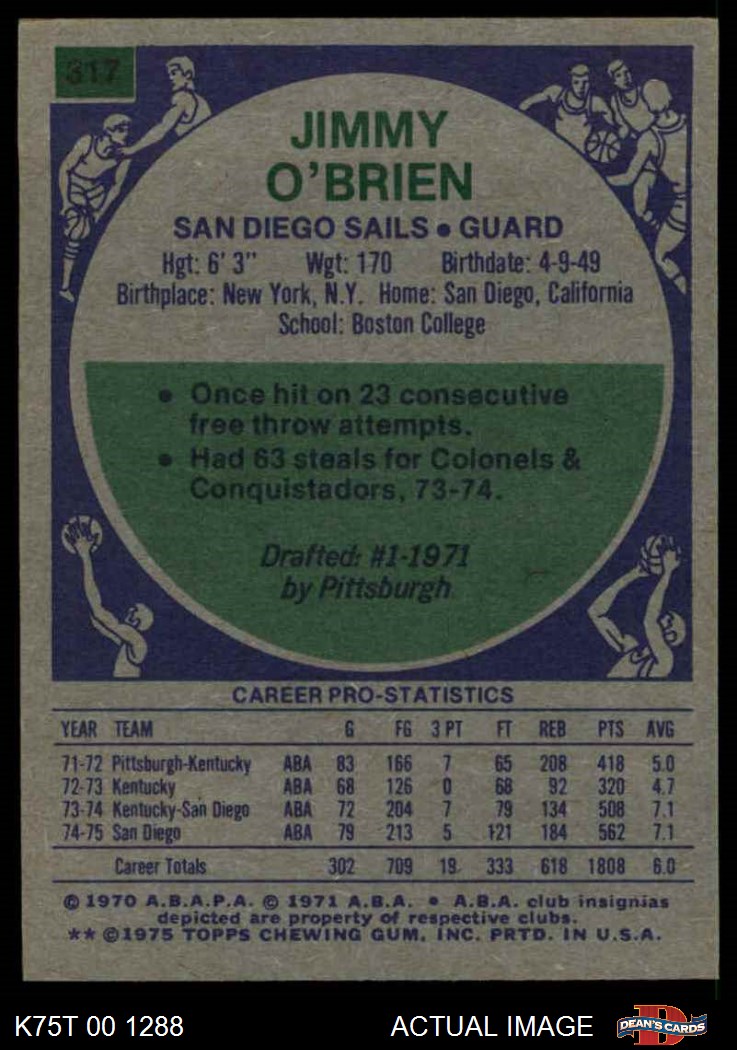 317
JIMMY
O'BRIEN
SAN DIEGO SAILS • GUARD
Hgt: 6' 3" Wgt: 170 Birthdate: 4-9-49
Birthplace: New York, N.Y. Home: San Diego, California
School: Boston College
• Once hit on 23 consecutive
free throw attempts.
• Had 63 steals for Colonels &
Conquistadors, 73-74.
Drafted: #1-1971
by Pittsburgh
CAREER PRO-STATISTICS
YEAR TEAM G FG 3 PT FT REB PTS AVG
71-72 Pittsburgh-Kentucky ABA 83 166 7 65 208 418 5.0
72-73 Kentucky ABA 68 126 0 68 92 320 4.7
73-74 Kentucky-San Diego ABA 72 204 7 79 134 508 7.1
74-75 San Diego ABA 79 213 5 121 184 562 7.1
Career Totals 302 709 19 333 618 1808 6.0
© 1970 A.B.A.P.A. © 1971 A.B.A. • A.B.A. club insignias
depicted are property of respective clubs.
** ©1975 TOPPS CHEWING GUM, INC. PRTD. IN U.S.A.
K75T 00 1288 ACTUAL IMAGE DEAN'S CARDS